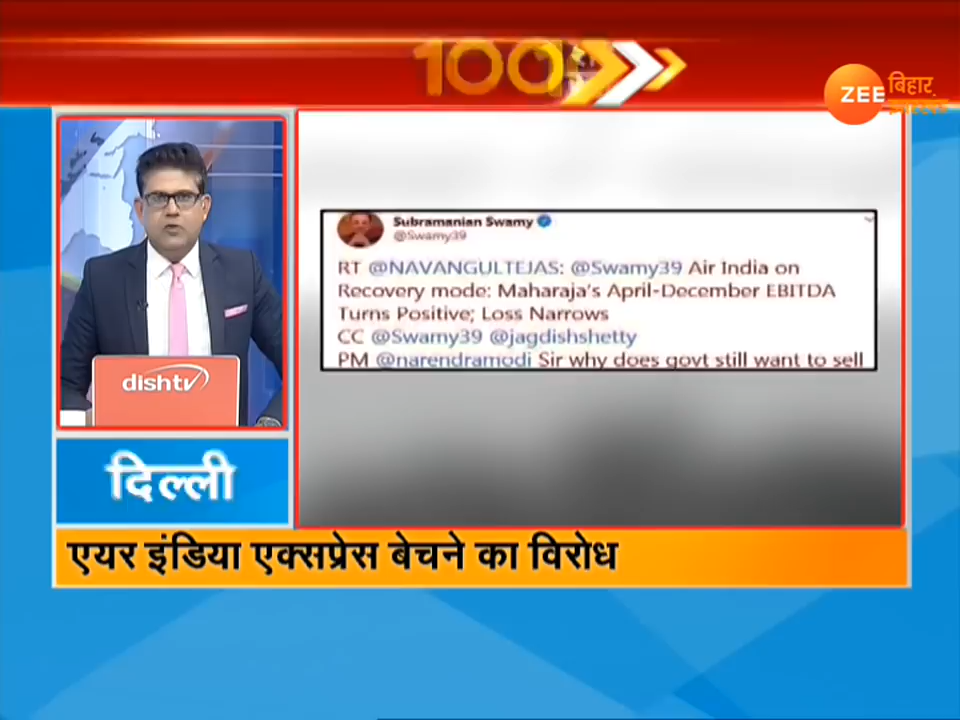 100
ZEE
बिहार
Subramanian Swamy
@Swamy39
RT @NAVANGULTEJAS: @Swamy39 Air India on
Recovery mode: Maharaja's April-December EBITDA
Turns Positive; Loss Narrows
CC @Swamy39 @jagdishshetty
PM @narendramodi Sir why does govt still want to sell
dishtv
दिल्ली
एयर इंडिया एक्सप्रेस बेचने का विरोध